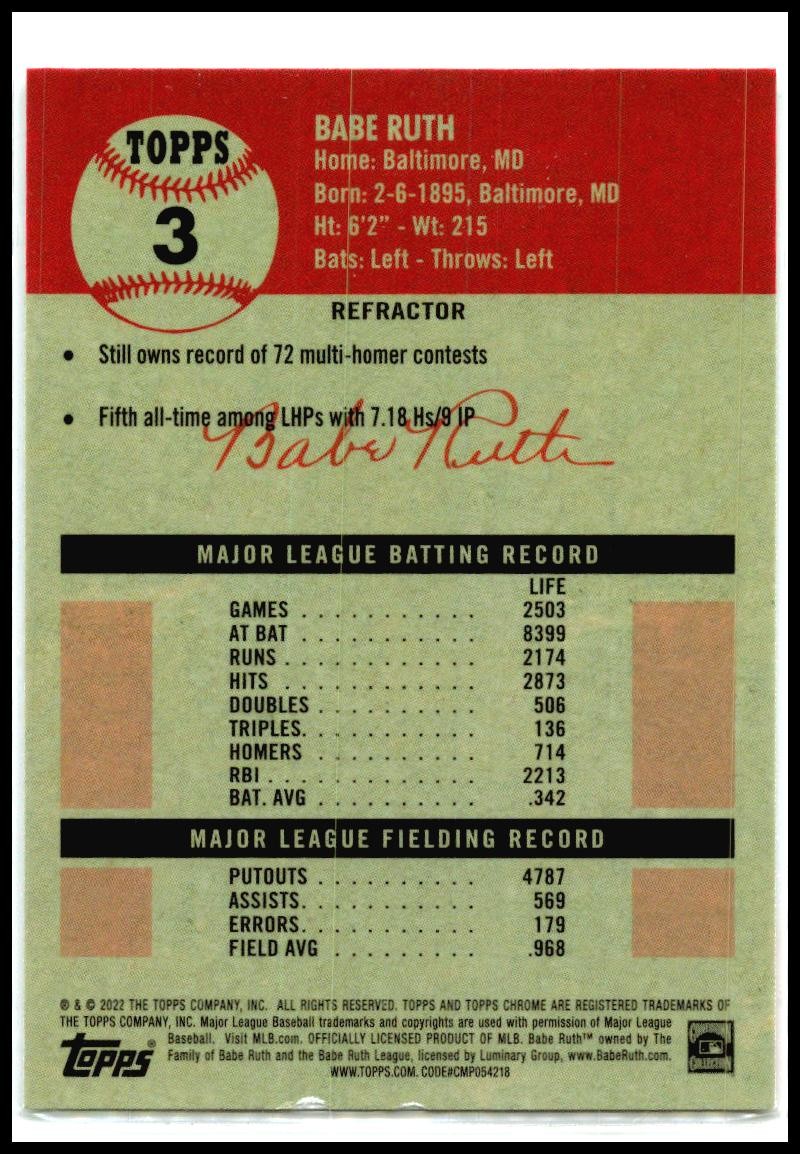 TOPPS
3
BABE RUTH
Home: Baltimore, MD
Born: 2-6-1895, Baltimore, MD
Ht: 6'2" - Wt: 215
Bats: Left - Throws: Left
REFRACTOR
• Still owns record of 72 multi-homer contests
• Fifth all-time among LHPs with 7.18 Hs/9 IP
Babe Ruth
MAJOR LEAGUE BATTING RECORD
LIFE
GAMES . . . . . . . . . . . 2503
AT BAT . . . . . . . . . . . 8399
RUNS . . . . . . . . . . . . 2174
HITS . . . . . . . . . . . . 2873
DOUBLES . . . . . . . . . . 506
TRIPLES. . . . . . . . . . . 136
HOMERS . . . . . . . . . . 714
RBI . . . . . . . . . . . . . 2213
BAT. AVG . . . . . . . . . . .342
MAJOR LEAGUE FIELDING RECORD
PUTOUTS . . . . . . . . . . 4787
ASSISTS. . . . . . . . . . . 569
ERRORS. . . . . . . . . . . 179
FIELD AVG . . . . . . . . . .968
® & © 2022 THE TOPPS COMPANY, INC. ALL RIGHTS RESERVED. TOPPS AND TOPPS CHROME ARE REGISTERED TRADEMARKS OF
THE TOPPS COMPANY, INC. Major League Baseball trademarks and copyrights are used with permission of Major League
Baseball. Visit MLB.com. OFFICIALLY LICENSED PRODUCT OF MLB. Babe Ruth™ owned by The
Family of Babe Ruth and the Babe Ruth League, licensed by Luminary Group, www.BabeRuth.com.
WWW.TOPPS.COM. CODE#CMP054218
topps®